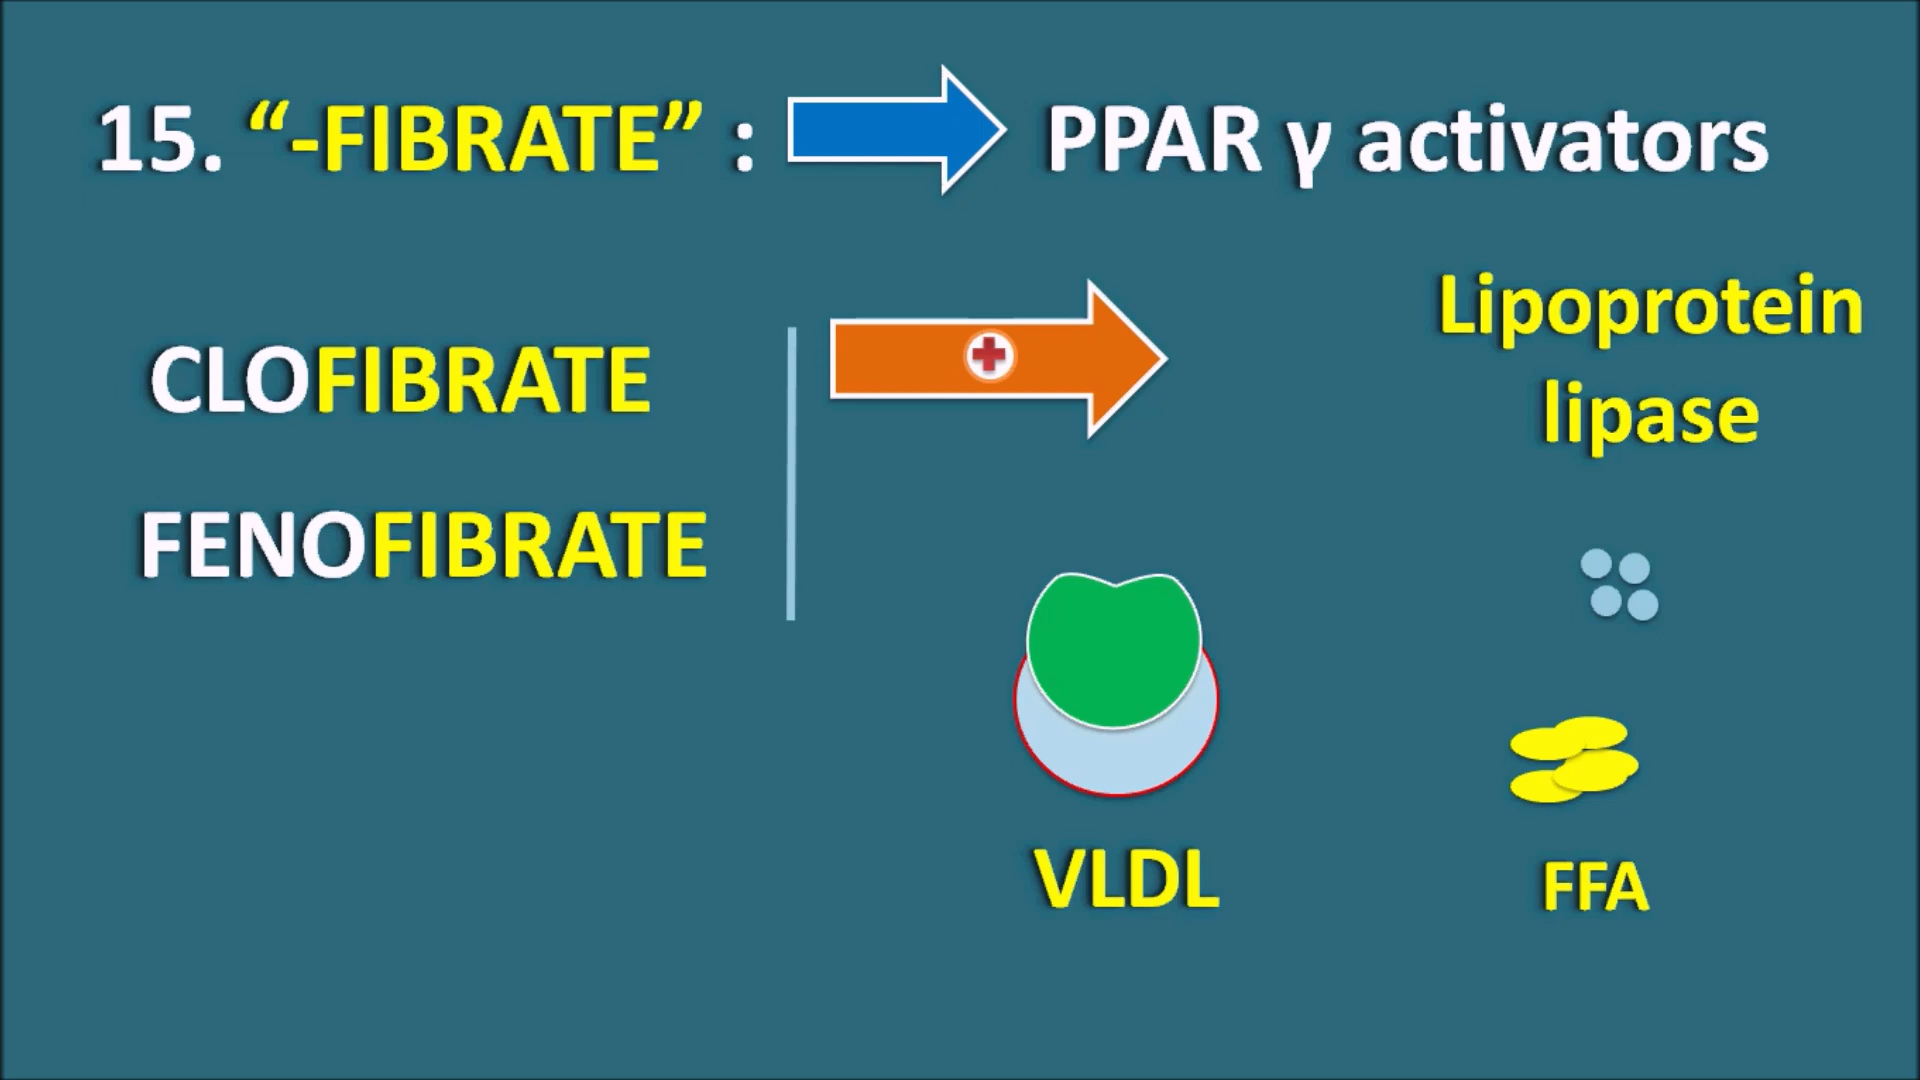 15. “-FIBRATE” : PPAR γ activators
CLOFIBRATE
FENOFIBRATE
Lipoprotein
lipase
VLDL
FFA